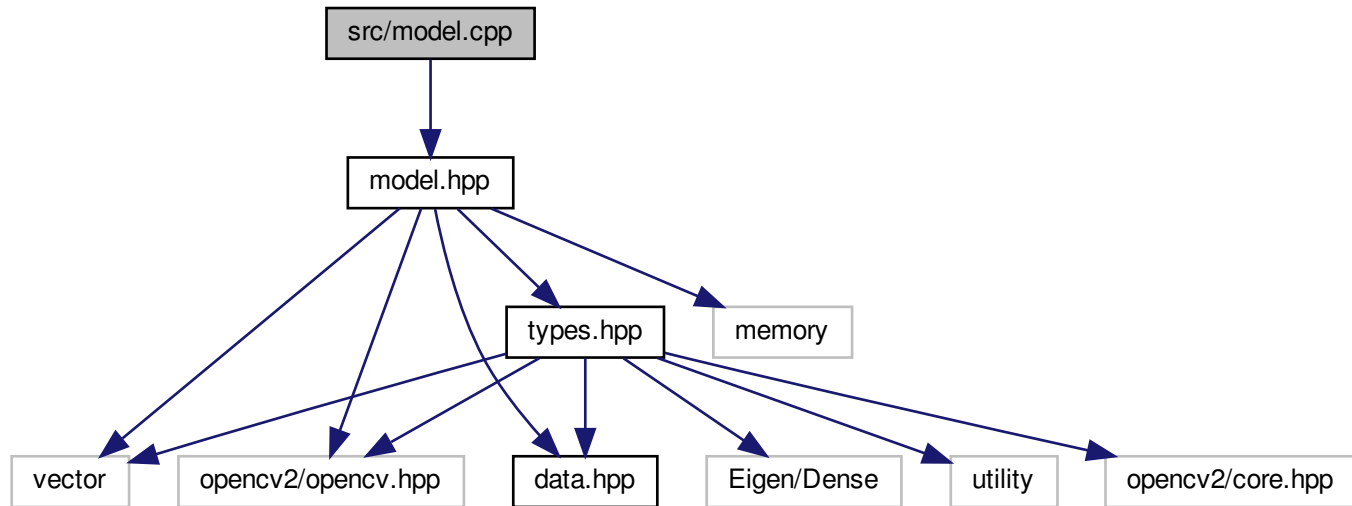 src/model.cpp
model.hpp
types.hpp
memory
vector
opencv2/opencv.hpp
data.hpp
Eigen/Dense
utility
opencv2/core.hpp